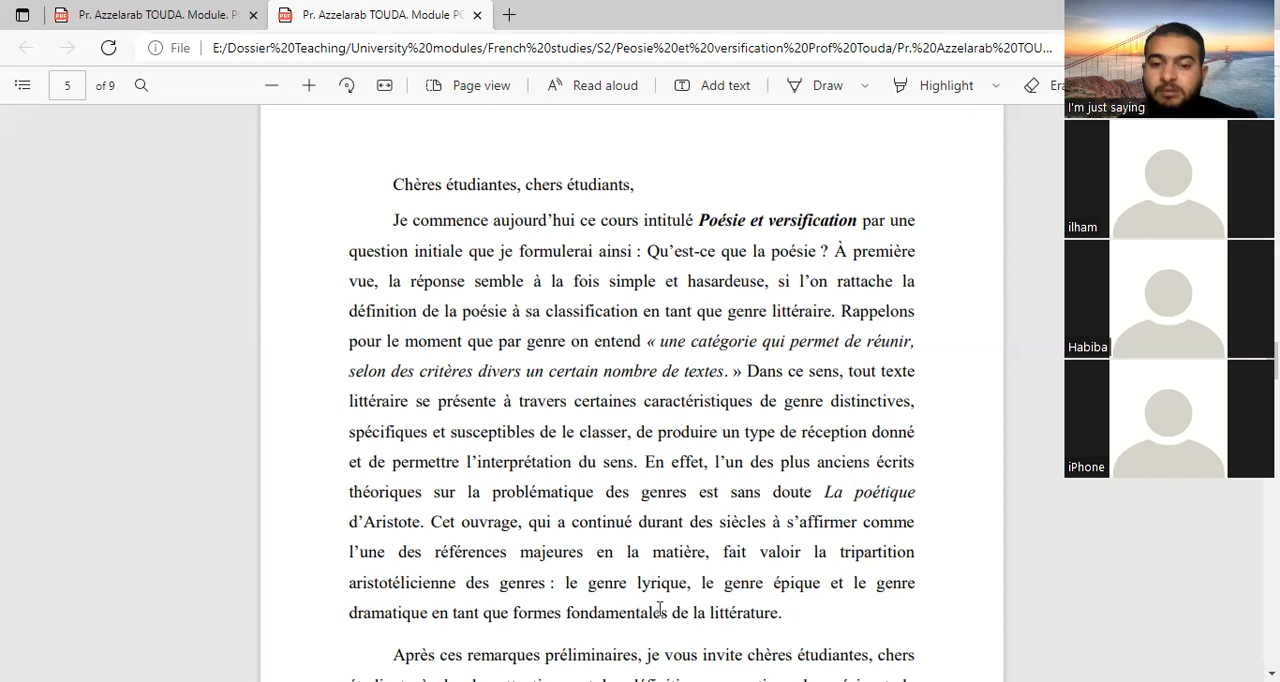 Pr. Azzelarab TOUDA. Module. P
Pr. Azzelarab TOUDA. Module PO
File
E:/Dossier%20Teaching/University%20modules/French%20studies/S2/Peosie%20et%20versification%20Prof%20Touda/Pr.%20Azzelarab%20TOU...
5 of 9
Page view
Read aloud
Add text
Draw
Highlight
Era
Chères étudiantes, chers étudiants,
Je commence aujourd’hui ce cours intitulé Poésie et versification par une
question initiale que je formulerai ainsi : Qu’est-ce que la poésie ? À première
vue, la réponse semble à la fois simple et hasardeuse, si l’on rattache la
définition de la poésie à sa classification en tant que genre littéraire. Rappelons
pour le moment que par genre on entend « une catégorie qui permet de réunir,
selon des critères divers un certain nombre de textes. » Dans ce sens, tout texte
littéraire se présente à travers certaines caractéristiques de genre distinctives,
spécifiques et susceptibles de le classer, de produire un type de réception donné
et de permettre l’interprétation du sens. En effet, l’un des plus anciens écrits
théoriques sur la problématique des genres est sans doute La poétique
d’Aristote. Cet ouvrage, qui a continué durant des siècles à s’affirmer comme
l’une des références majeures en la matière, fait valoir la tripartition
aristotélicienne des genres : le genre lyrique, le genre épique et le genre
dramatique en tant que formes fondamentales de la littérature.
Après ces remarques préliminaires, je vous invite chères étudiantes, chers
I'm just saying
ilham
Habiba
iPhone